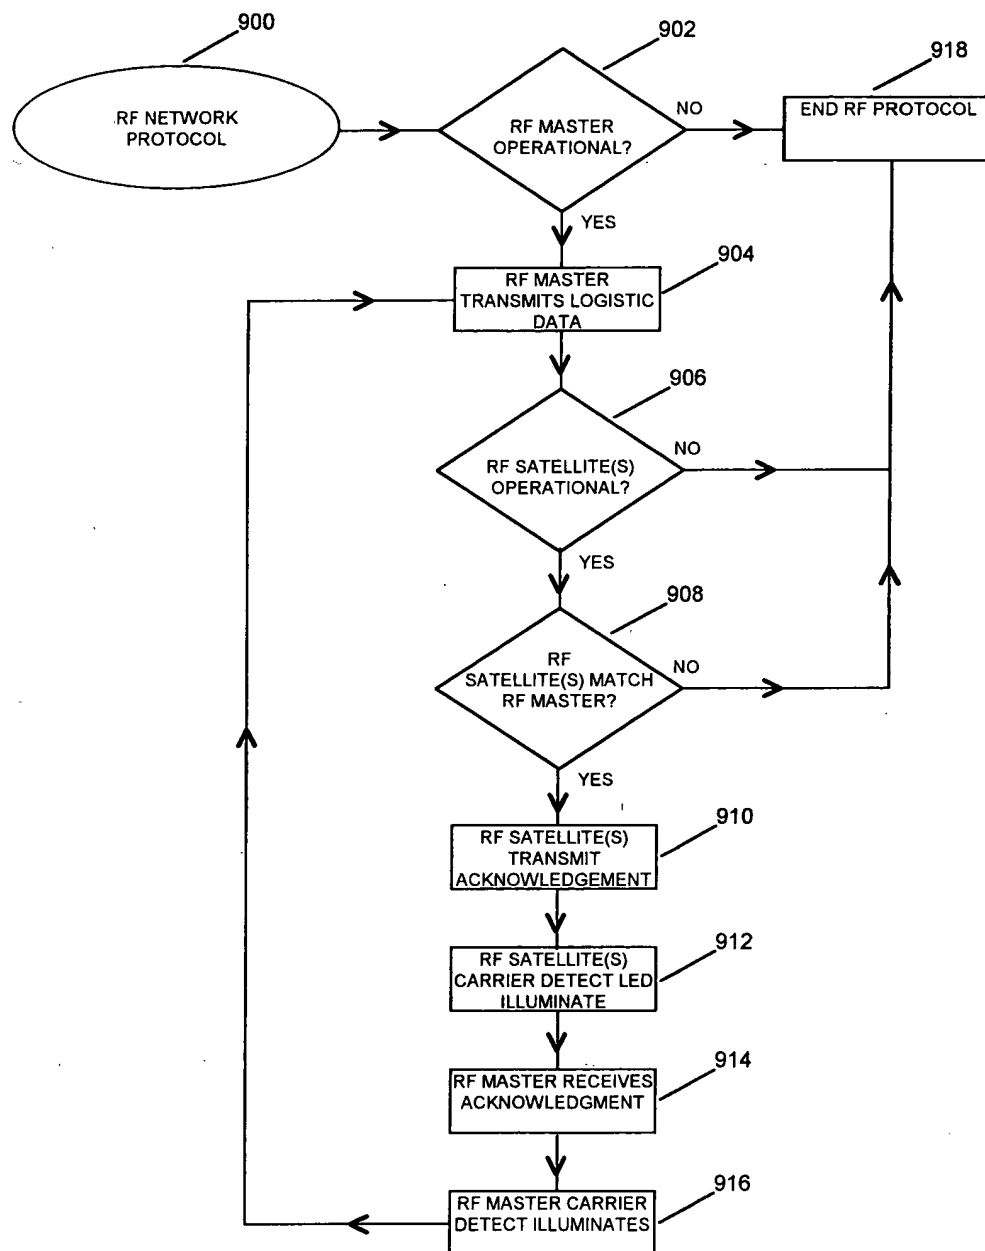 900
RF NETWORK
PROTOCOL
902
RF MASTER
OPERATIONAL?
NO
918
END RF PROTOCOL
YES
904
RF MASTER
TRANSMITS LOGISTIC
DATA
906
RF SATELLITE(S)
OPERATIONAL?
NO
YES
908
RF
SATELLITE(S) MATCH
RF MASTER?
NO
YES
910
RF SATELLITE(S)
TRANSMIT
ACKNOWLEDGEMENT
912
RF SATELLITE(S)
CARRIER DETECT LED
ILLUMINATE
914
RF MASTER RECEIVES
ACKNOWLEDGMENT
916
RF MASTER CARRIER
DETECT ILLUMINATES